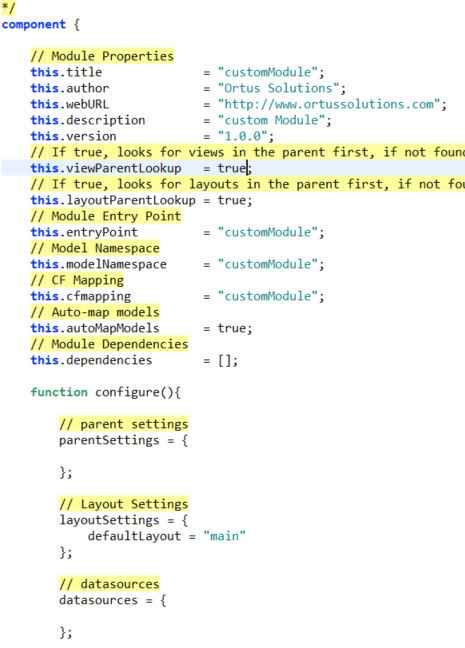 */
component {
// Module Properties
this.title = "customModule";
this.author = "Ortus Solutions";
this.webURL = "http://www.ortussolutions.com";
this.description = "custom Module";
this.version = "1.0.0";
// If true, looks for views in the parent first, if not found
this.viewParentLookup = true;
// If true, looks for layouts in the parent first, if not
this.layoutParentLookup = true;
// Module Entry Point
this.entryPoint = "customModule";
// Model Namespace
this.modelNamespace = "customModule";
// CF Mapping
this.cfmapping = "customModule";
// Auto-map models
this.autoMapModels = true;
// Module Dependencies
this.dependencies = [];
function configure(){
// parent settings
parentSettings = {
};
// Layout Settings
layoutSettings = {
defaultLayout = "main"
};
// datasources
datasources = {
};